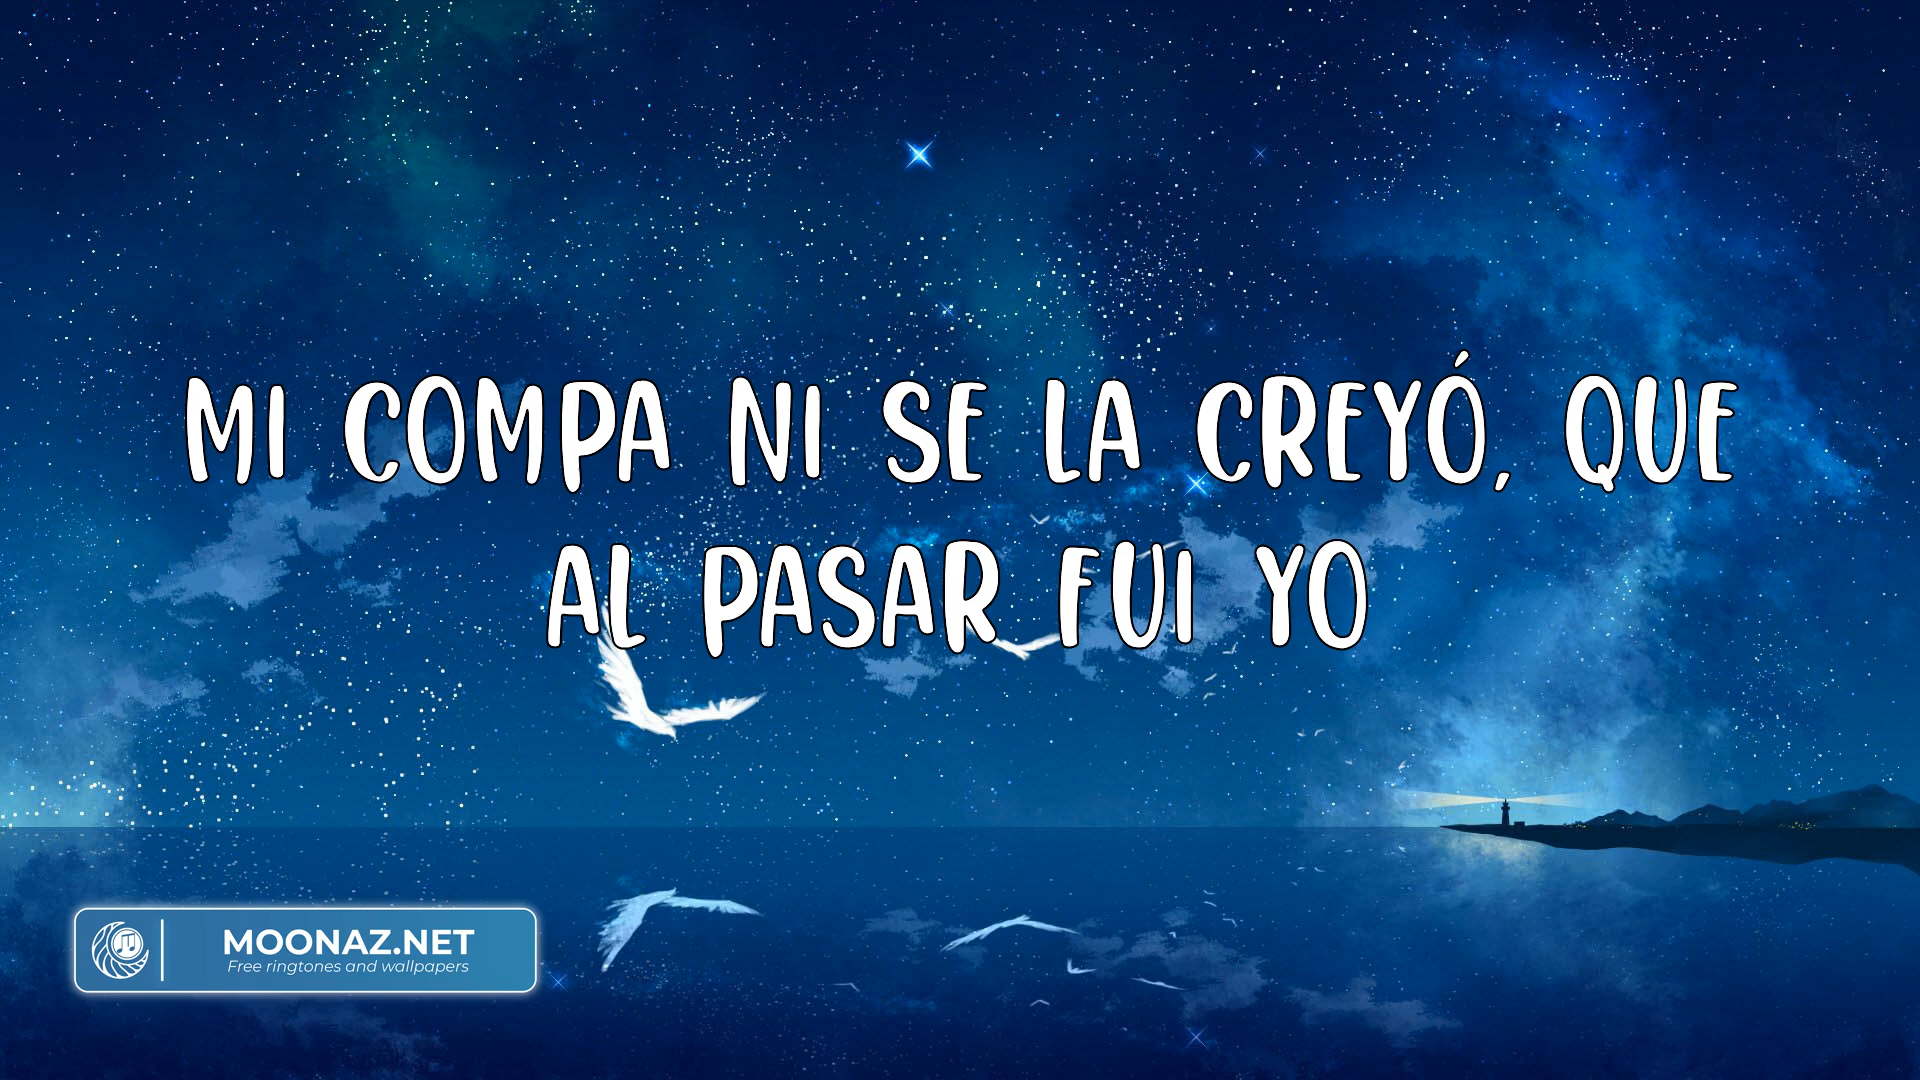 MI COMPA NI SE LA CREYÓ, QUE
AL PASAR FUI YO
MOONAZ.NET
Free ringtones and wallpapers